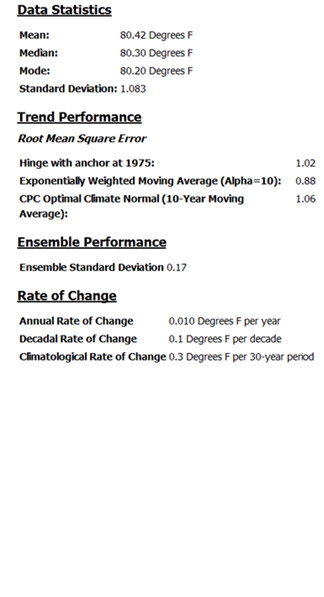 Data Statistics
Mean: 80.42 Degrees F
Median: 80.30 Degrees F
Mode: 80.20 Degrees F
Standard Deviation: 1.083
Trend Performance
Root Mean Square Error
Hinge with anchor at 1975: 1.02
Exponentially Weighted Moving Average (Alpha=10): 0.88
CPC Optimal Climate Normal (10-Year Moving 1.06
Average):
Ensemble Performance
Ensemble Standard Deviation 0.17
Rate of Change
Annual Rate of Change 0.010 Degrees F per year
Decadal Rate of Change 0.1 Degrees F per decade
Climatological Rate of Change 0.3 Degrees F per 30-year period